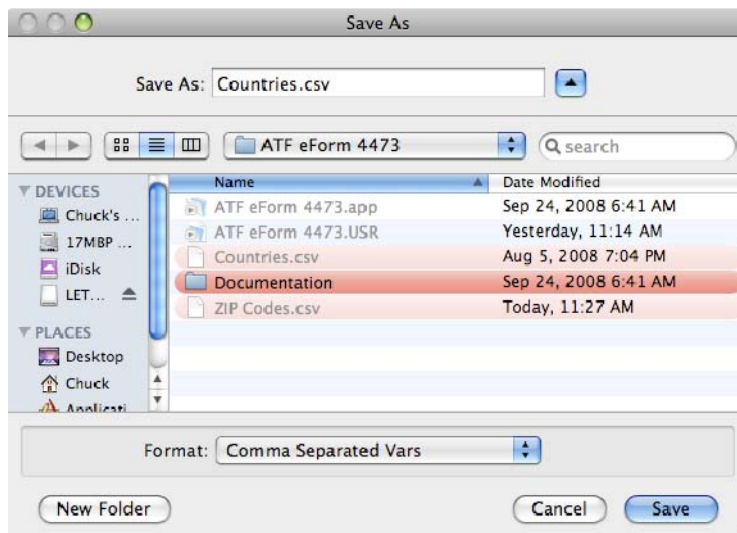 Save As
Save As: Countries.csv
ATF eForm 4473
search
Name Date Modified
DEVICES
Chuck's ...
17MBP ...
iDisk
LET...
PLACES
Desktop
Chuck
Applicati
ATF eForm 4473.app Sep 24, 2008 6:41 AM
ATF eForm 4473.USR Yesterday, 11:14 AM
Countries.csv Aug 5, 2008 7:04 PM
Documentation Sep 24, 2008 6:41 AM
ZIP Codes.csv Today, 11:27 AM
Format: Comma Separated Vars
New Folder Cancel Save